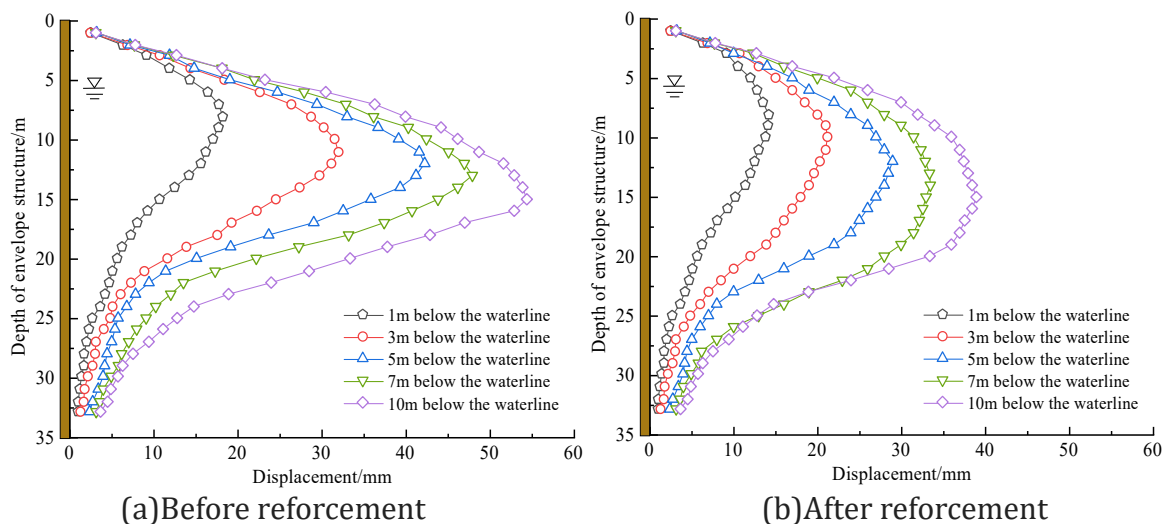 0
5
10
15
20
25
30
35
Depth of envelope structure/m
1m below the waterline
3m below the waterline
5m below the waterline
7m below the waterline
10m below the waterline
0 10 20 30 40 50 60
Displacement/mm
(a)Before reforcement
0
5
10
15
20
25
30
35
Depth of envelope structure/m
1m below the waterline
3m below the waterline
5m below the waterline
7m below the waterline
10m below the waterline
0 10 20 30 40 50 60
Displacement/mm
(b)After reforcement